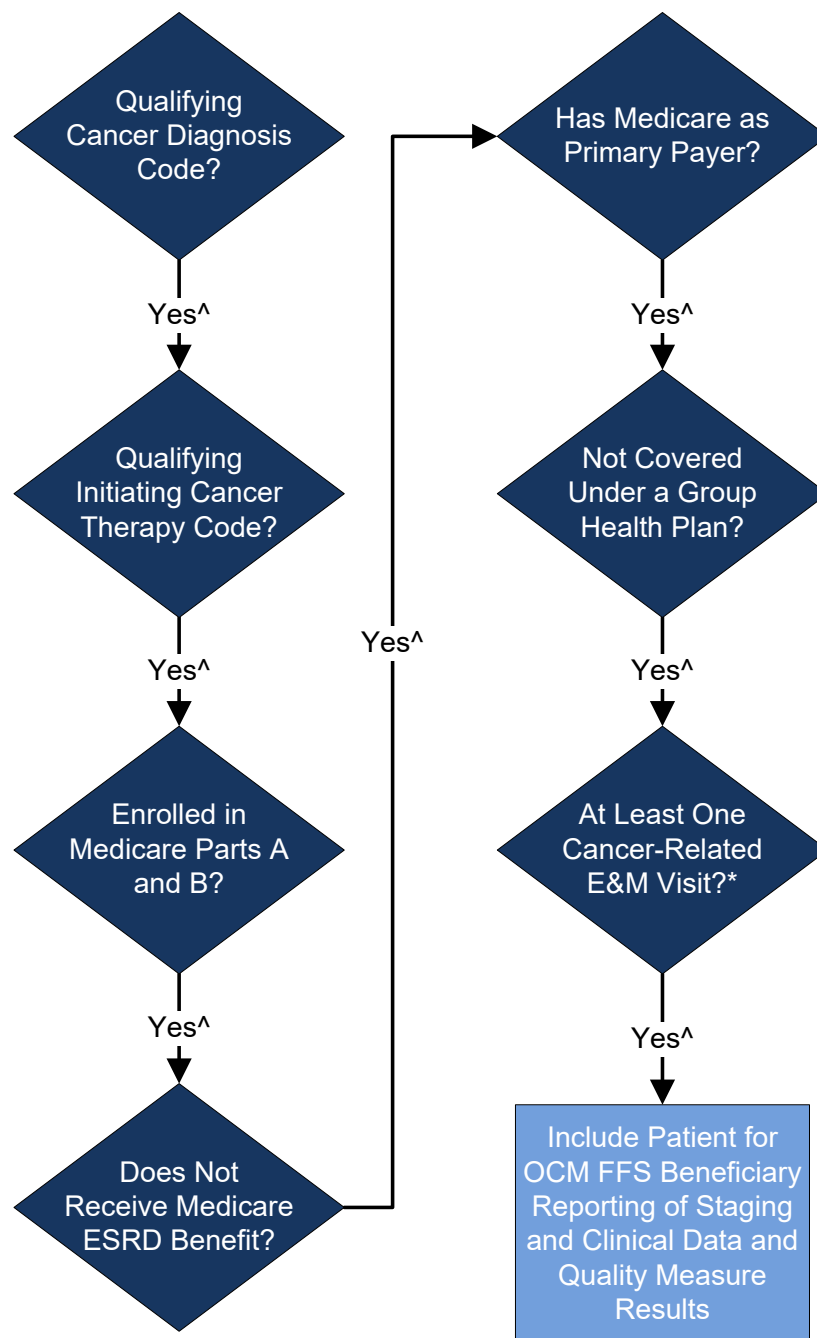 Qualifying
Cancer Diagnosis
Code?
Yes^
Qualifying
Initiating Cancer
Therapy Code?
Yes^
Enrolled in
Medicare Parts A
and B?
Yes^
Does Not
Receive Medicare
ESRD Benefit?
Yes^
Has Medicare as
Primary Payer?
Yes^
Not Covered
Under a Group
Health Plan?
Yes^
At Least One
Cancer-Related
E&M Visit?*
Yes^
Include Patient for
OCM FFS Beneficiary
Reporting of Staging
and Clinical Data and
Quality Measure
Results